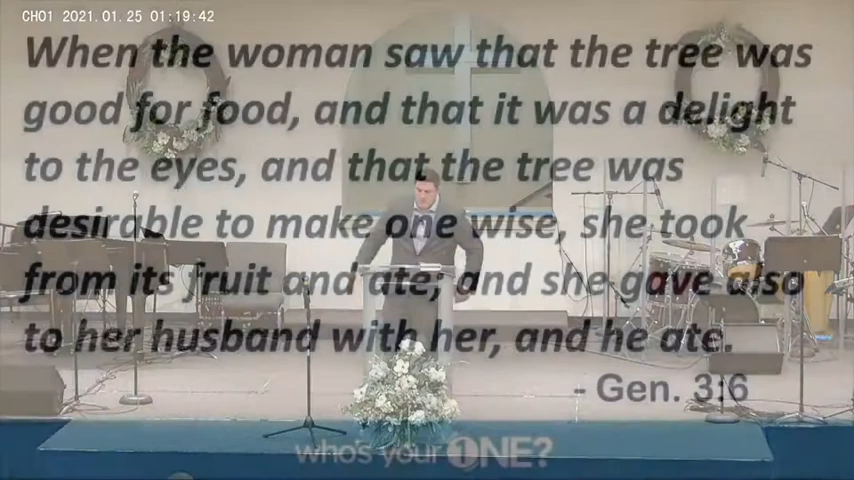 CH01 2021.01.25 01:19:42
When the woman saw that the tree was
good for food, and that it was a delight
to the eyes, and that the tree was
desirable to make one wise, she took
from its fruit and ate; and she gave also
to her husband with her, and he ate.
- Gen. 3:6
who's your 1 ONE?